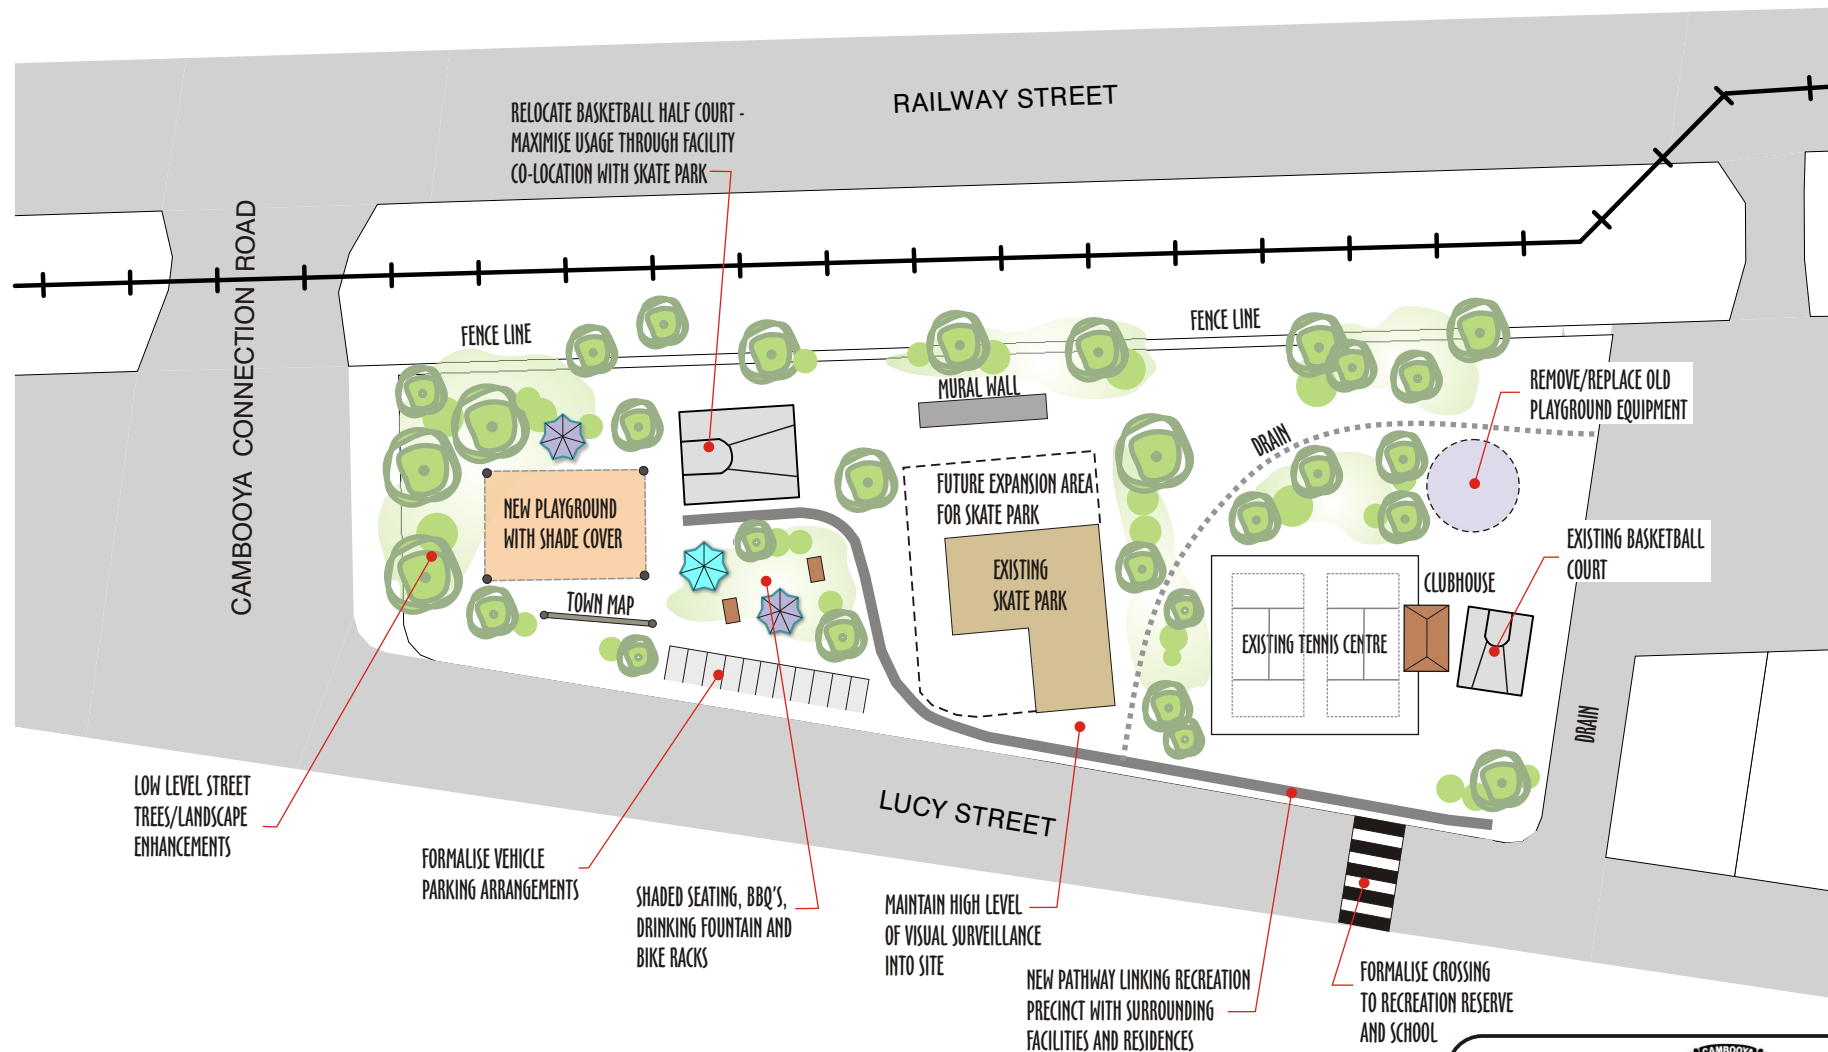 RAILWAY STREET
RELOCATE BASKETBALL HALF COURT -
MAXIMISE USAGE THROUGH FACILITY
CO-LOCATION WITH SKATE PARK
CAMBOOYA CONNECTION ROAD
FENCE LINE
FENCE LINE
MURAL WALL
REMOVE/REPLACE OLD
PLAYGROUND EQUIPMENT
DRAIN
FUTURE EXPANSION AREA
FOR SKATE PARK
NEW PLAYGROUND
WITH SHADE COVER
EXISTING BASKETBALL
COURT
EXISTING
SKATE PARK
CLUBHOUSE
TOWN MAP
EXISTING TENNIS CENTRE
DRAIN
LOW LEVEL STREET
TREES/LANDSCAPE
ENHANCEMENTS
LUCY STREET
FORMALISE VEHICLE
PARKING ARRANGEMENTS
SHADED SEATING, BBQ'S,
DRINKING FOUNTAIN AND
BIKE RACKS
MAINTAIN HIGH LEVEL
OF VISUAL SURVEILLANCE
INTO SITE
NEW PATHWAY LINKING RECREATION
PRECINCT WITH SURROUNDING
FACILITIES AND RESIDENCES
FORMALISE CROSSING
TO RECREATION RESERVE
AND SCHOOL
CAMBOOYA